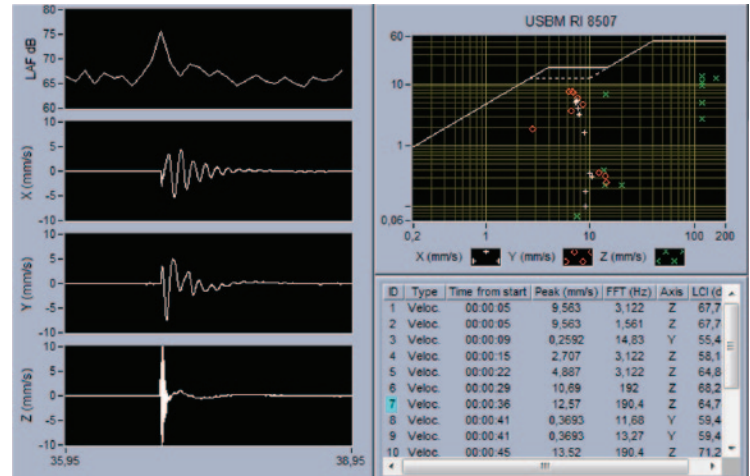 80
75
70
65
60
LAF dB
10
5
0
-5
-10
X (mm/s)
10
5
0
-5
-10
Y (mm/s)
10
5
0
-5
-10
Z (mm/s)
35,95 38,95
USBM RI 8507
60
10
1
0,06
0,2 1 10 100 200
X (mm/s) Y (mm/s) Z (mm/s)
ID Type Time from start Peak (mm/s) FFT (Hz) Axis LCI (d
1 Veloc. 00:00:05 9,563 3,122 Z 67,7
2 Veloc. 00:00:05 9,563 1,561 Z 67,7
3 Veloc. 00:00:09 0,2592 14,83 Y 55,4
4 Veloc. 00:00:15 2,707 3,122 Z 58,1
5 Veloc. 00:00:22 4,887 3,122 Z 64,8
6 Veloc. 00:00:29 10,69 192 Z 68,2
7 Veloc. 00:00:36 12,57 190,4 Z 64,7
8 Veloc. 00:00:41 0,3693 11,68 Y 59,4
9 Veloc. 00:00:41 0,3693 13,27 Y 59,4
10 Veloc. 00:00:45 13,52 190,4 Z 71,2